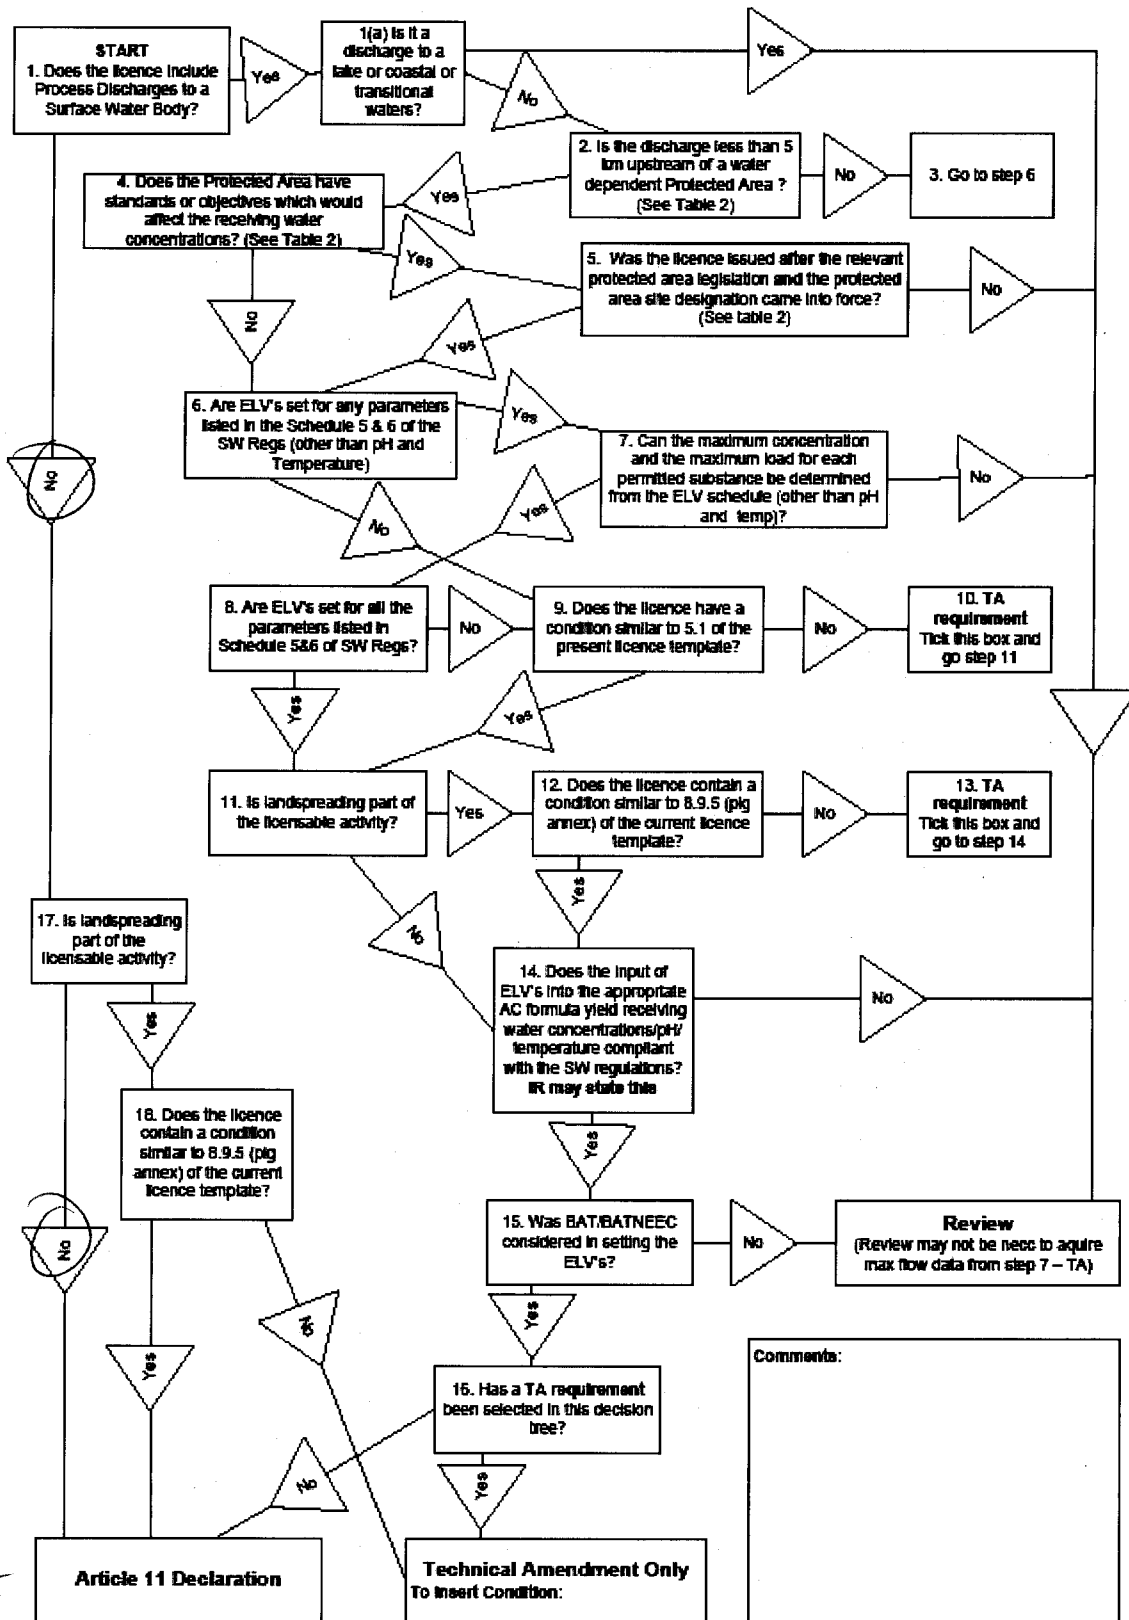 START
1. Does the licence include
Process Discharges to a
Surface Water Body?
Yes
1(a) Is it a
discharge to a
lake or coastal or
transitional
waters?
Yes
No
2. Is the discharge less than 5
km upstream of a water
dependent Protected Area ?
(See Table 2)
No
3. Go to step 6
Yes
4. Does the Protected Area have
standards or objectives which would
affect the receiving water
concentrations? (See Table 2)
Yes
No
5. Was the licence issued after the relevant
protected area legislation and the protected
area site designation came into force?
(See table 2)
No
Yes
6. Are ELV's set for any parameters
listed in the Schedule 5 & 6 of the
SW Regs (other than pH and
Temperature)
Yes
No
7. Can the maximum concentration
and the maximum load for each
permitted substance be determined
from the ELV schedule (other than pH
and temp)?
No
Yes
No
8. Are ELV's set for all the
parameters listed in
Schedule 5&6 of SW Regs?
No
9. Does the licence have a
condition similar to 5.1 of the
present licence template?
No
10. TA
requirement
Tick this box and
go step 11
Yes
Yes
11. Is landspreading part of
the licensable activity?
Yes
12. Does the licence contain a
condition similar to 8.9.5 (pig
annex) of the current licence
template?
No
13. TA
requirement
Tick this box and
go to step 14
Yes
No
17. Is landspreading
part of the
licensable activity?
14. Does the input of
ELV's into the appropriate
AC formula yield receiving
water concentrations/pH/
temperature compliant
with the SW regulations?
IR may state this
No
Yes
Yes
18. Does the licence
contain a condition
similar to 8.9.5 (pig
annex) of the current
licence template?
No
15. Was BAT/BATNEEC
considered in setting the
ELV's?
No
Review
(Review may not be necc to aquire
max flow data from step 7 – TA)
Yes
No
Yes
16. Has a TA requirement
been selected in this decision
tree?
No
Yes
Comments:
Article 11 Declaration
Technical Amendment Only
To Insert Condition: